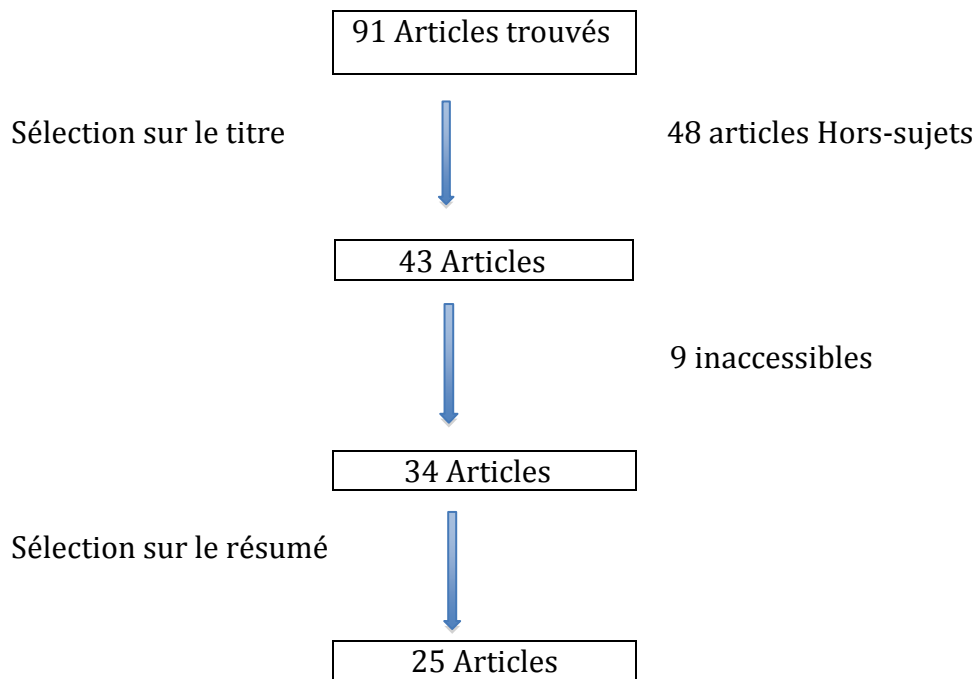 91 Articles trouvés
Sélection sur le titre
48 articles Hors-sujets
43 Articles
9 inaccessibles
34 Articles
Sélection sur le résumé
25 Articles